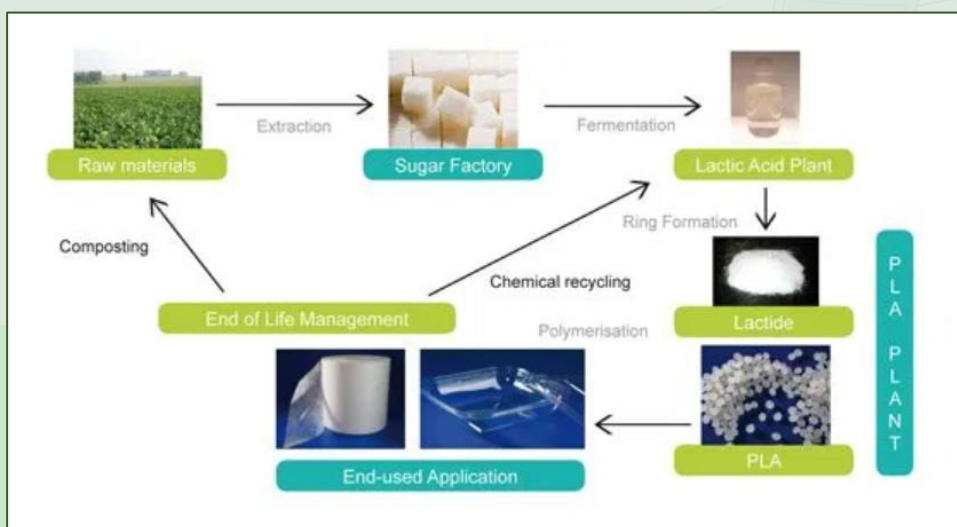 Extraction
Fermentation
Raw materials
Sugar Factory
Lactic Acid Plant
Ring Formation
Composting
Chemical recycling
End of Life Management
Lactide
Polymerisation
PLA PLANT
PLA
End-used Application